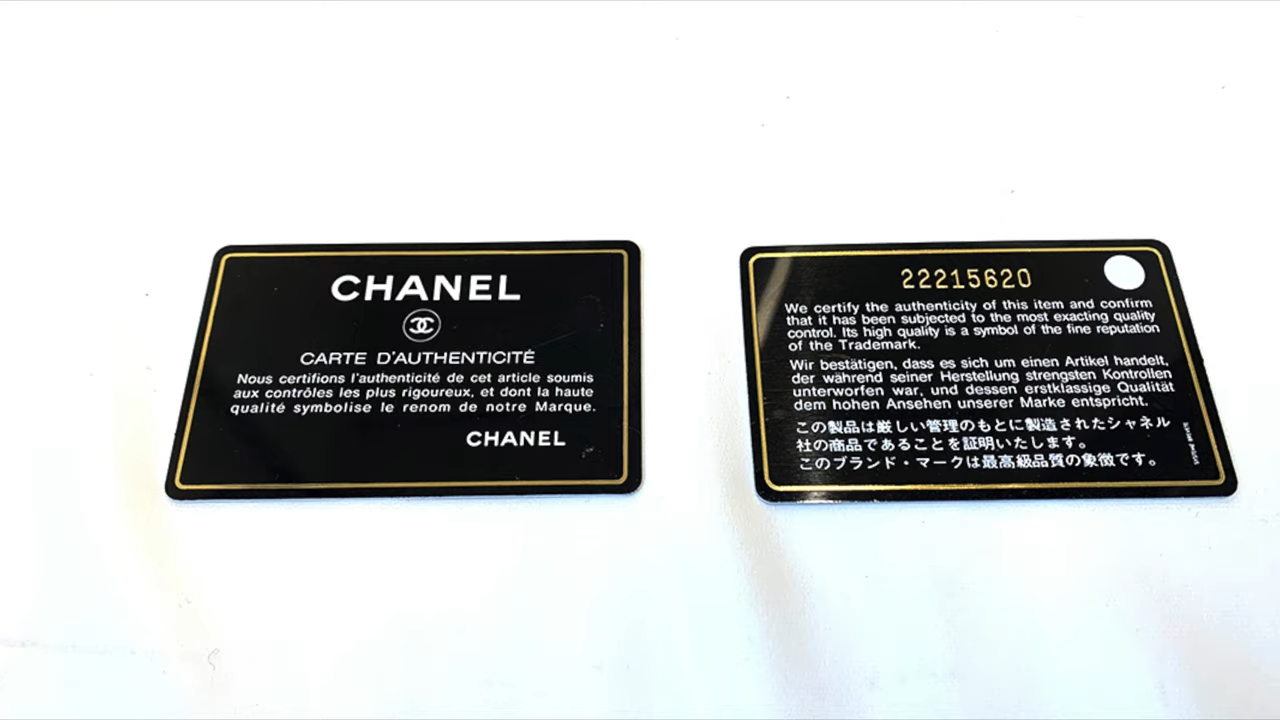 CHANEL
CARTE D'AUTHENTICITÉ
Nous certifions l'authenticité de cet article soumis
aux contrôles les plus rigoureux, et dont la haute
qualité symbolise le renom de notre Marque.
CHANEL
22215620
We certify the authenticity of this item and confirm
that it has been subjected to the most exacting quality
control. Its high quality is a symbol of the fine reputation
of the Trademark.
Wir bestätigen, dass es sich um einen Artikel handelt,
der während seiner Herstellung strengsten Kontrollen
unterworfen war, und dessen erstklassige Qualität
dem hohen Ansehen unserer Marke entspricht.
この製品は厳しい管理のもとに製造されたシャネル
社の商品であることを証明いたします。
このブランド・マークは最高級品質の象徴です。